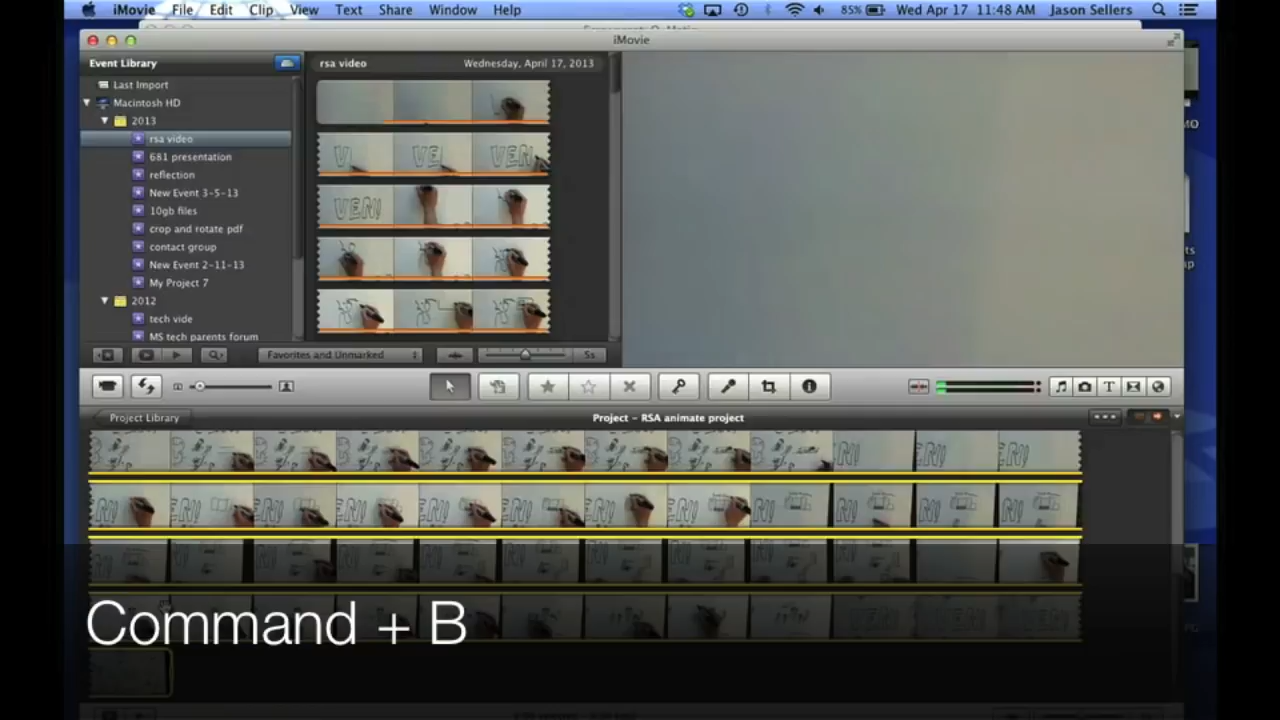 iMovie File Edit Clip View Text Share Window Help 85% Wed Apr 17 11:48 AM Jason Sellers
iMovie
Event Library
rsa video Wednesday, April 17, 2013
Last Import
Macintosh HD
2013
rsa video
681 presentation
reflection
New Event 3-5-13
10gb files
crop and rotate pdf
contact group
New Event 2-11-13
My Project 7
2012
tech vide
MS tech parents forum
Favorites and Unmarked
5s
Project Library
Project - RSA animate project
Command + B